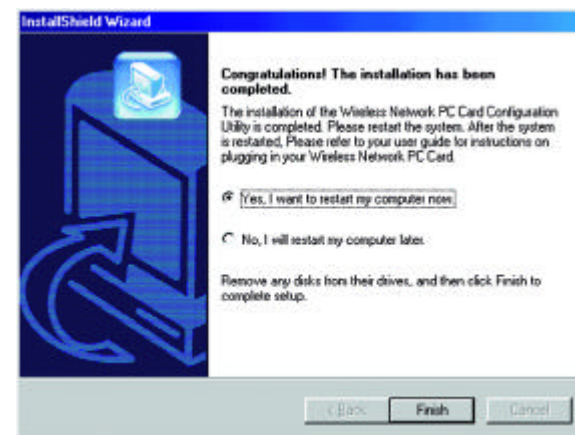 InstallShield Wizard
Congratulations! The installation has been
completed.
The installation of the Wireless Network PC Card Configuration
Utility is completed. Please restart the system. After the system
is restarted, Please refer to your user guide for instructions on
plugging in your Wireless Network PC Card.
Yes, I want to restart my computer now.
No, I will restart my computer later.
Remove any disks from their drives, and then click Finish to
complete setup.
< Back
Finish
Cancel